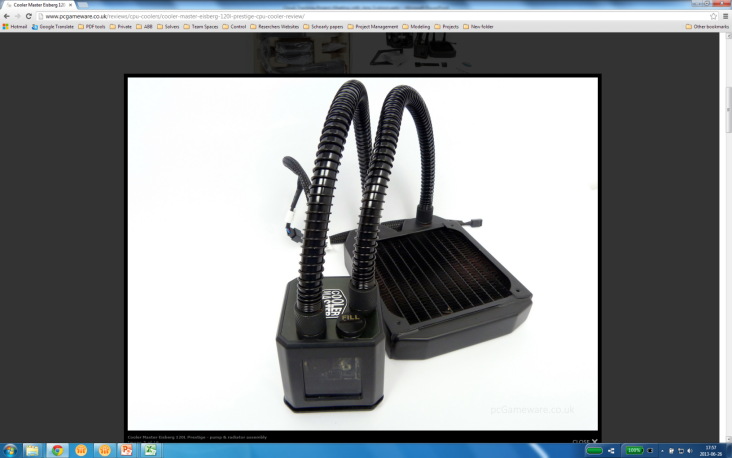 Cooler Master Eisberg 120l
www.pcgameware.co.uk/reviews/cpu-coolers/cooler-master-eisberg-120l-prestige-cpu-cooler-review/
Hotmail Google Translate PDF tools Private ABB Solvers Team Spaces Control Reserchers Websites Scholarly papers Project Management Modeling Projects New folder Other bookmarks
COOLER
MASTER
FILL
pcGameware.co.uk
Cooler Master Eisberg 120L Prestige - pump & radiator assembly
CLOSE X
100%
17:57
2013-06-26